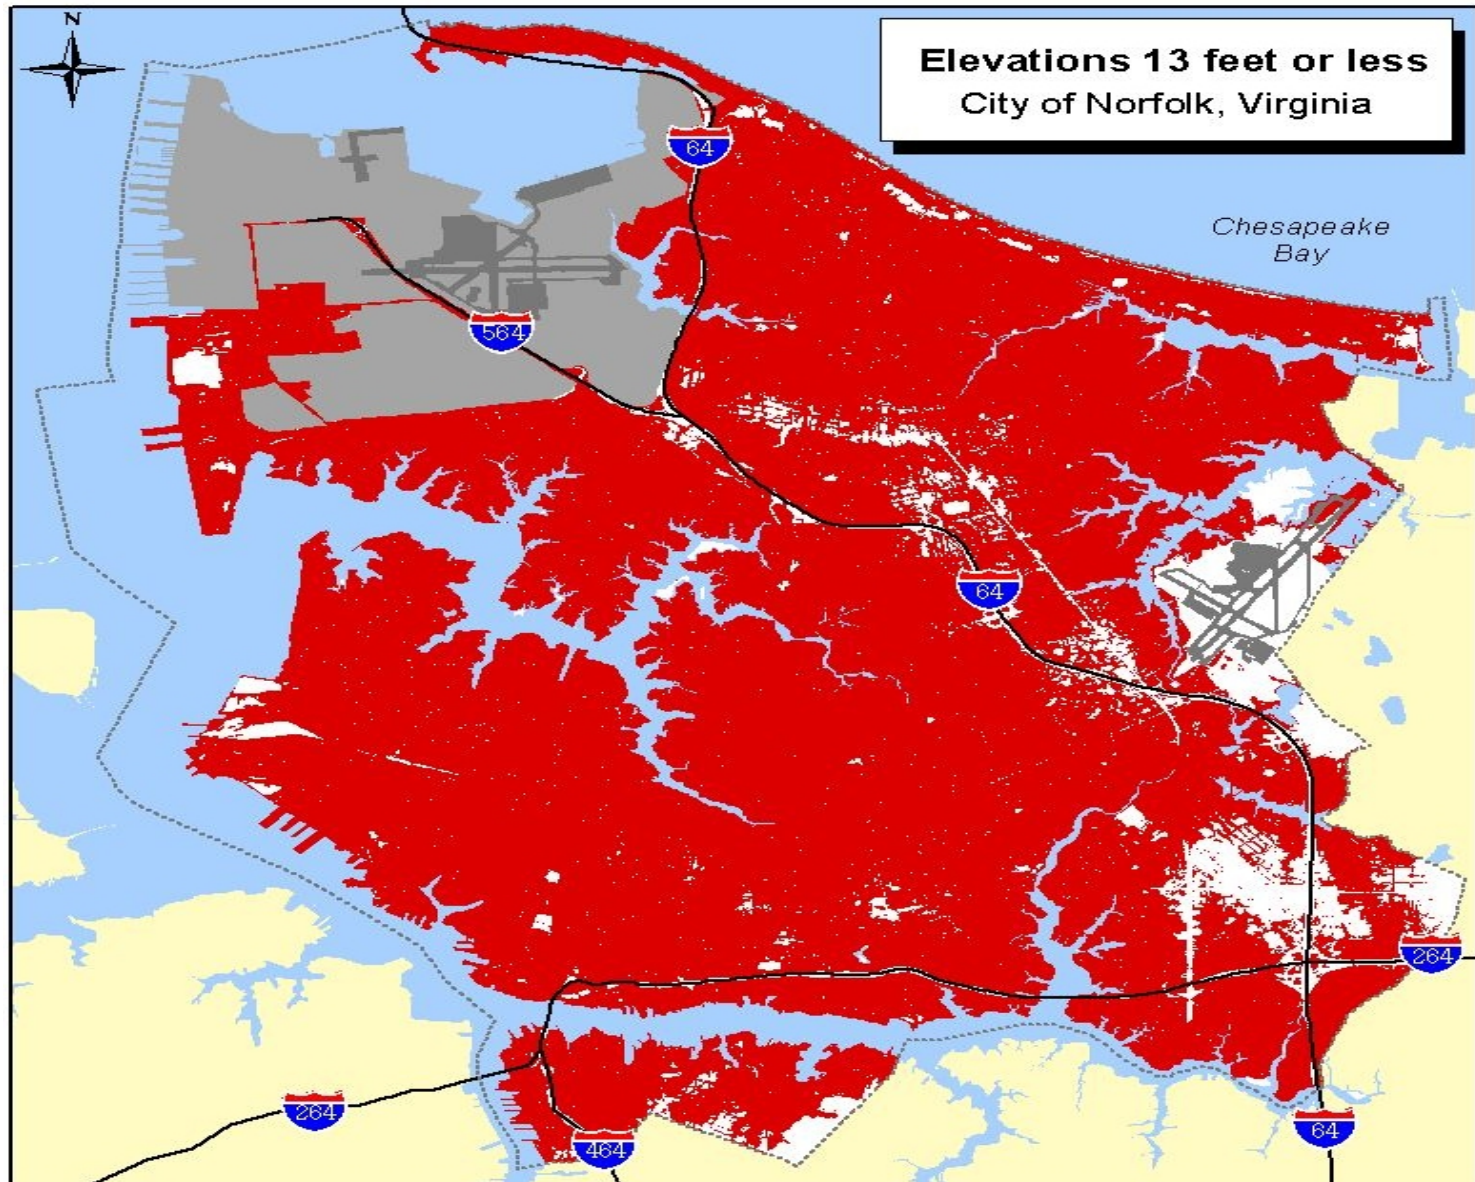 N
Elevations 13 feet or less
City of Norfolk, Virginia
64
Chesapeake
Bay
564
64
264
264
464
64